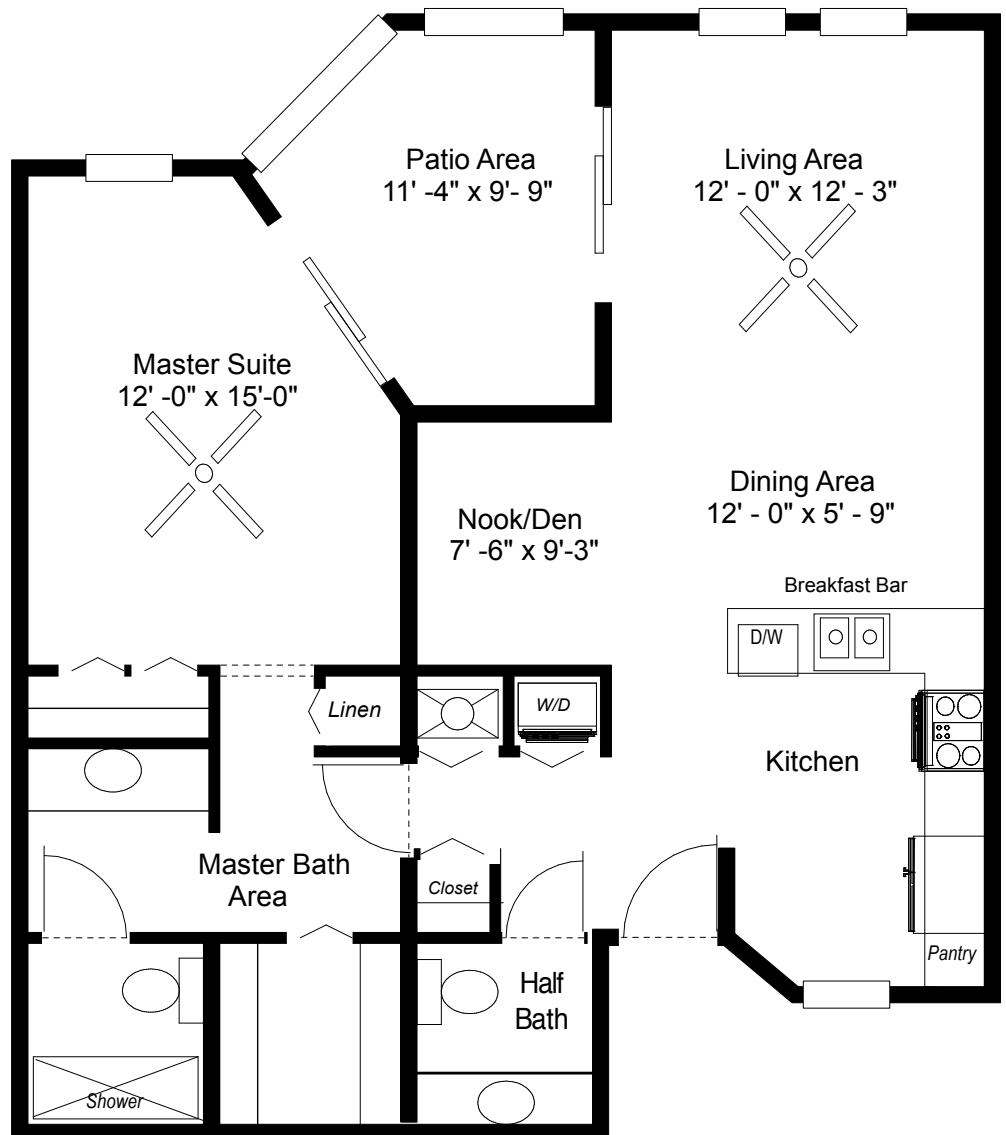 Patio Area
11' -4" x 9'- 9"
Living Area
12' - 0" x 12' - 3"
Master Suite
12' -0" x 15'-0"
Dining Area
12' - 0" x 5' - 9"
Nook/Den
7' -6" x 9'-3"
Breakfast Bar
D/W
Linen
W/D
Kitchen
Master Bath
Area
Closet
Pantry
Half
Bath
Shower